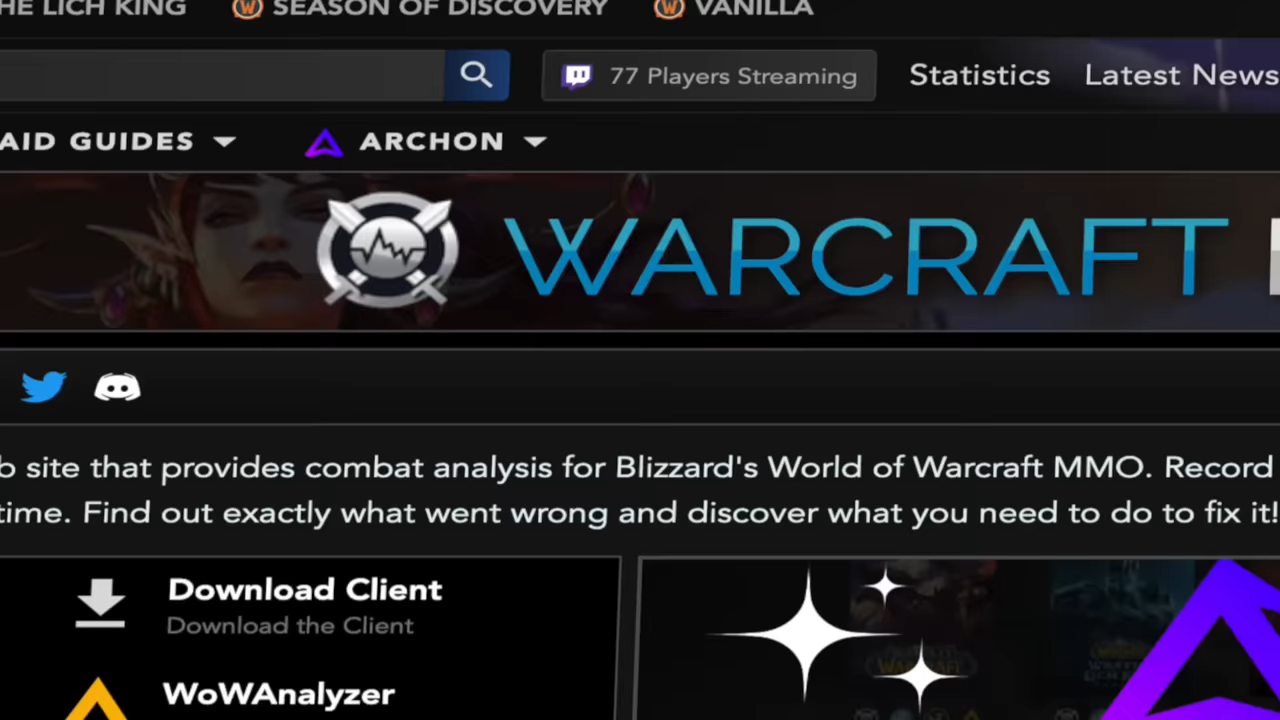 HE LICH KING SEASON OF DISCOVERY VANILLA
77 Players Streaming Statistics Latest News
AID GUIDES ARCHON
WARCRAFT
b site that provides combat analysis for Blizzard's World of Warcraft MMO. Record
time. Find out exactly what went wrong and discover what you need to do to fix it!
Download Client
Download the Client
WoWAnalyzer